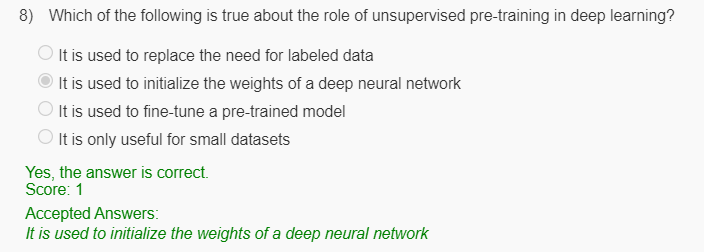 8) Which of the following is true about the role of unsupervised pre-training in deep learning?
It is used to replace the need for labeled data
It is used to initialize the weights of a deep neural network
It is used to fine-tune a pre-trained model
It is only useful for small datasets
Yes, the answer is correct.
Score: 1
Accepted Answers:
It is used to initialize the weights of a deep neural network